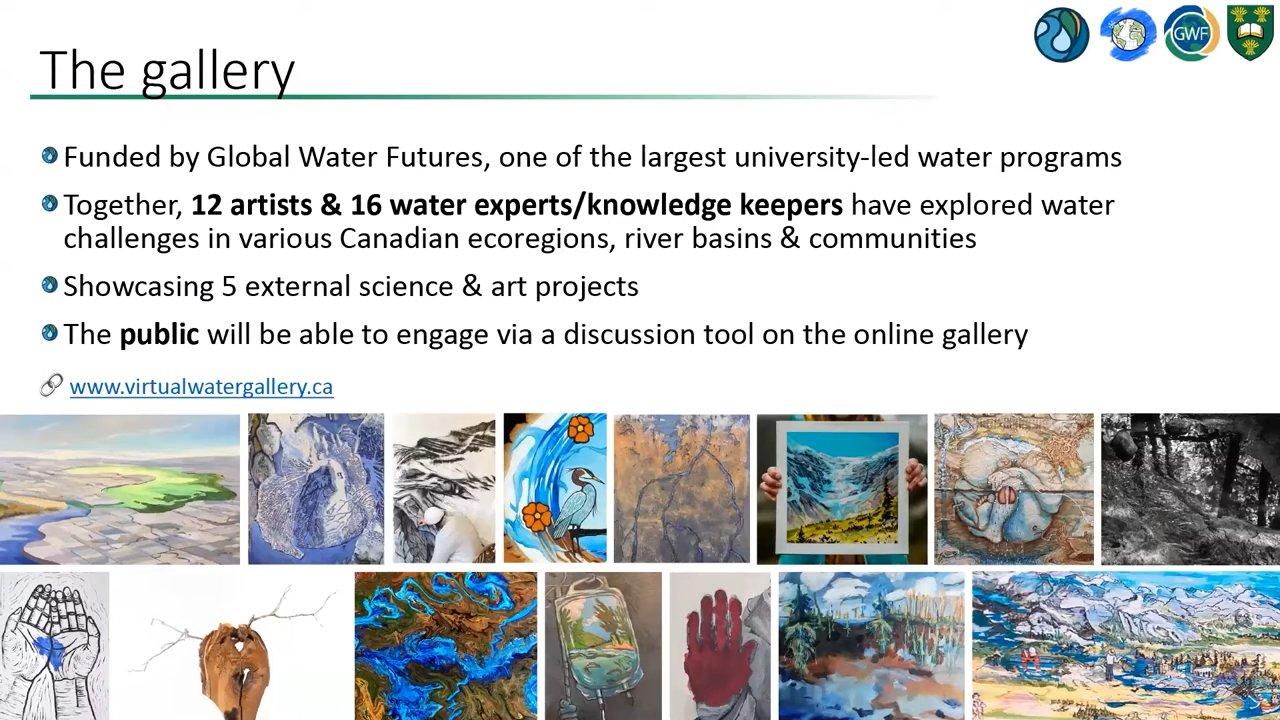 The gallery
GWF
Funded by Global Water Futures, one of the largest university-led water programs
Together, 12 artists & 16 water experts/knowledge keepers have explored water
challenges in various Canadian ecoregions, river basins & communities
Showcasing 5 external science & art projects
The public will be able to engage via a discussion tool on the online gallery
www.virtualwatergallery.ca